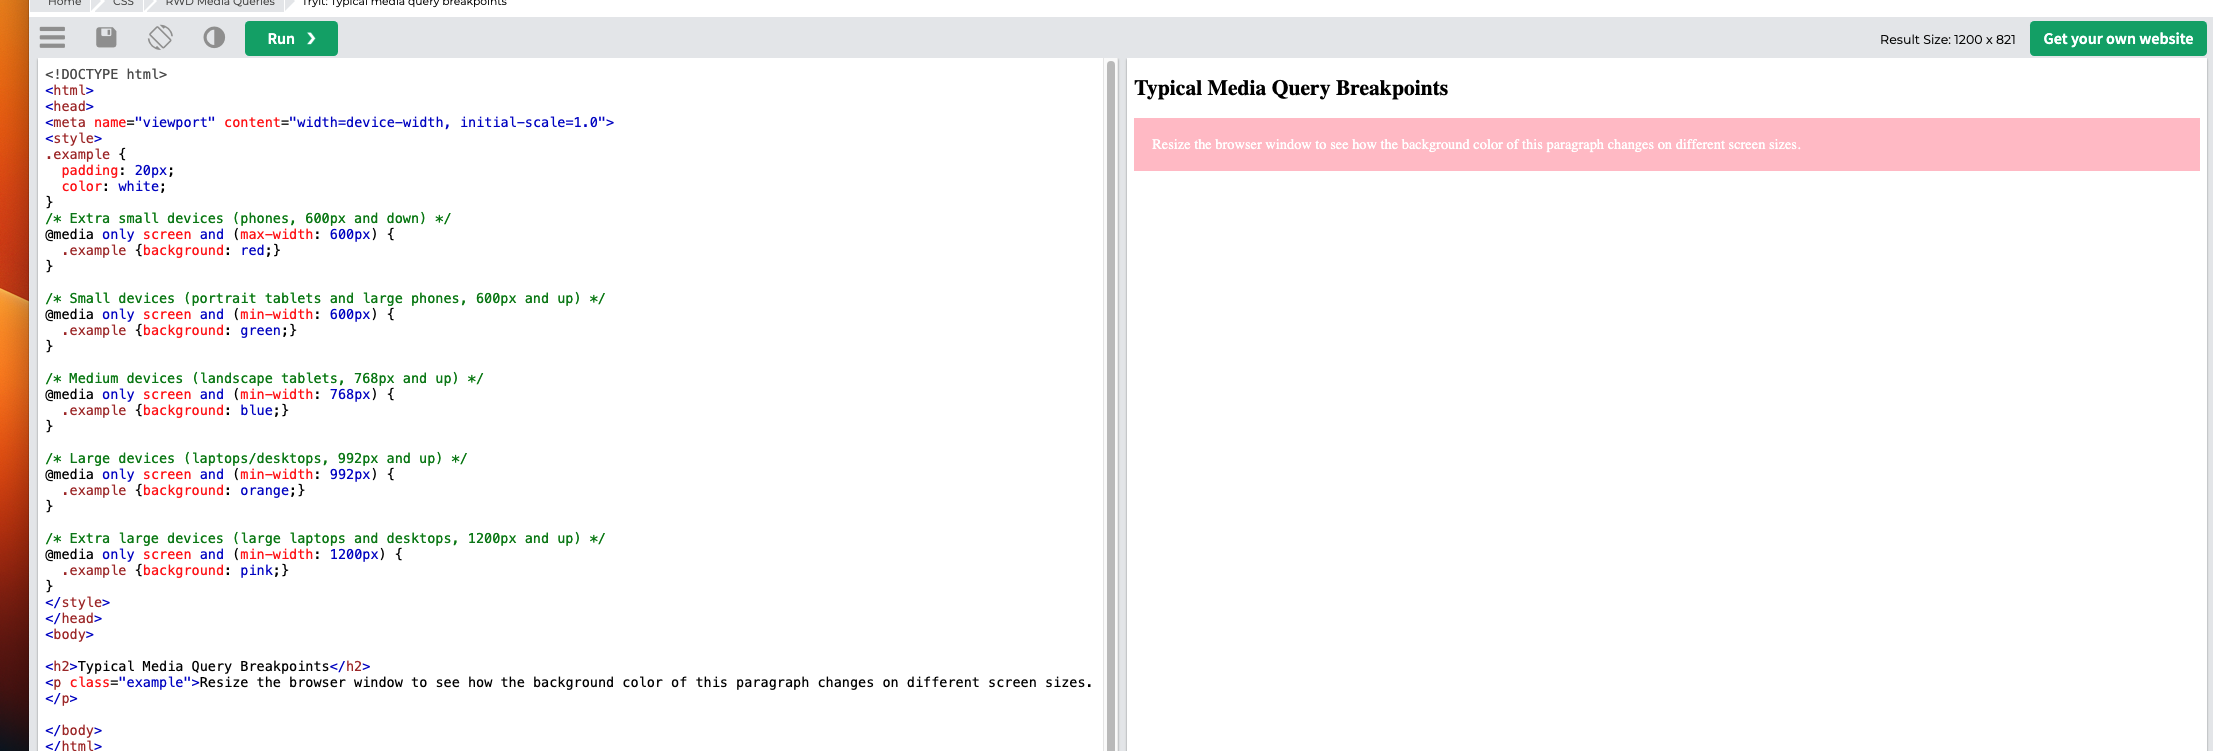 Home CSS RWD Media Queries Tryit: Typical media query breakpoints
Run ❯ Result Size: 1200 x 821 Get your own website
<!DOCTYPE html>
<html>
<head>
<meta name="viewport" content="width=device-width, initial-scale=1.0">
<style>
.example {
  padding: 20px;
  color: white;
}
/* Extra small devices (phones, 600px and down) */
@media only screen and (max-width: 600px) {
  .example {background: red;}
}

/* Small devices (portrait tablets and large phones, 600px and up) */
@media only screen and (min-width: 600px) {
  .example {background: green;}
}

/* Medium devices (landscape tablets, 768px and up) */
@media only screen and (min-width: 768px) {
  .example {background: blue;}
}

/* Large devices (laptops/desktops, 992px and up) */
@media only screen and (min-width: 992px) {
  .example {background: orange;}
}

/* Extra large devices (large laptops and desktops, 1200px and up) */
@media only screen and (min-width: 1200px) {
  .example {background: pink;}
}
</style>
</head>
<body>

<h2>Typical Media Query Breakpoints</h2>
<p class="example">Resize the browser window to see how the background color of this paragraph changes on different screen sizes.
</p>

</body>
</html>
Typical Media Query Breakpoints
Resize the browser window to see how the background color of this paragraph changes on different screen sizes.